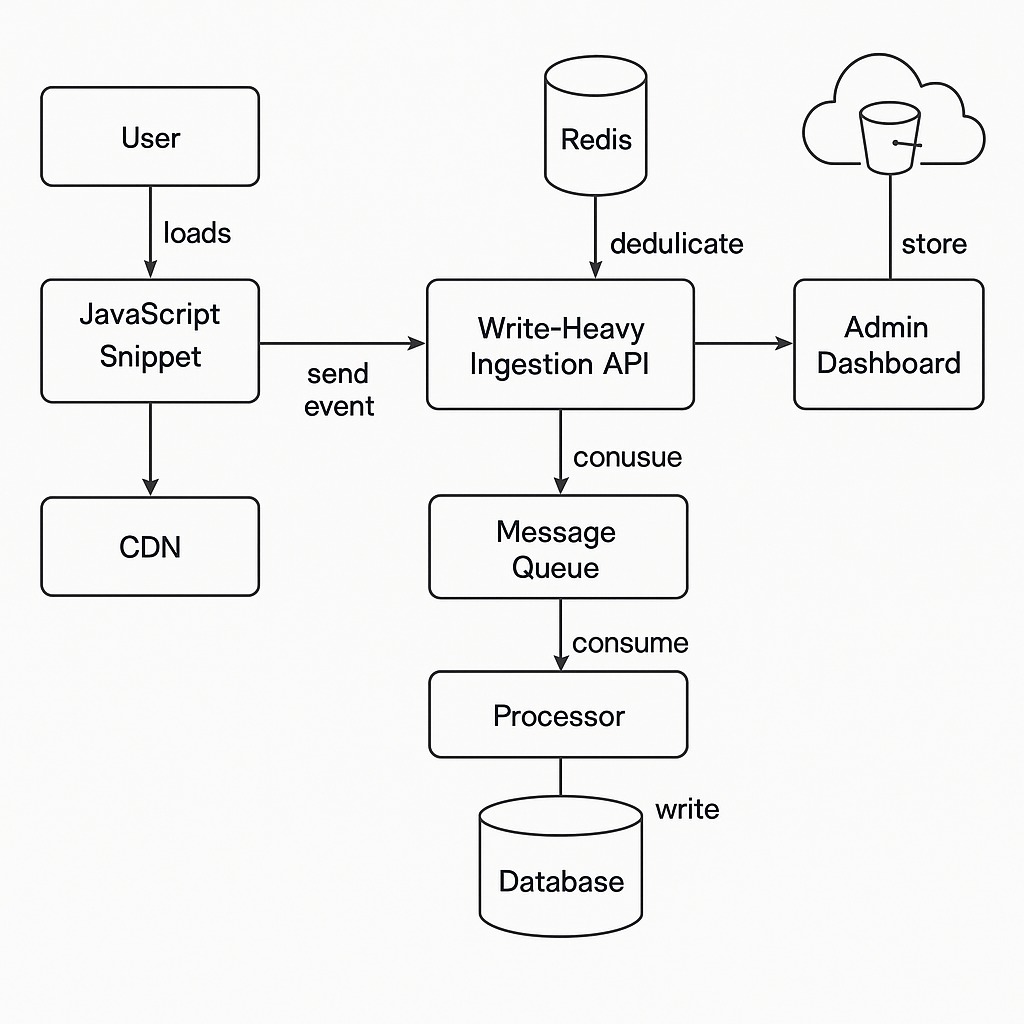 User
Redis
loads
dedulicate
store
JavaScript
Snippet
send
event
Write-Heavy
Ingestion API
Admin
Dashboard
conusue
CDN
Message
Queue
consume
Processor
write
Database